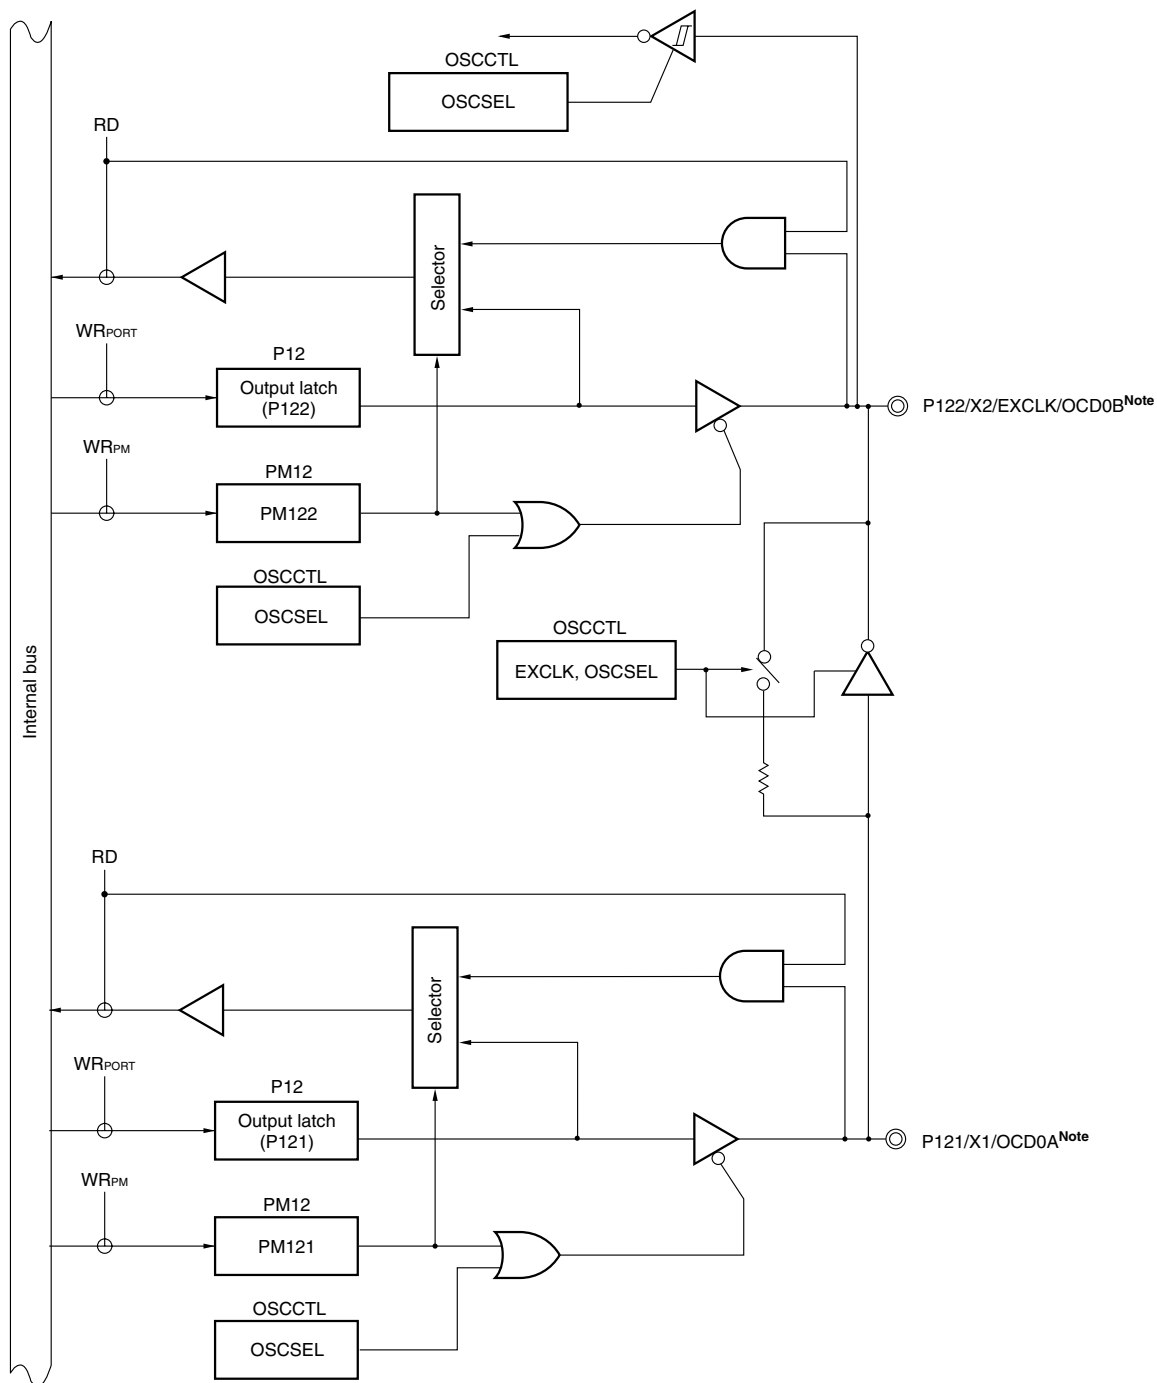 OSCCTL
OSCSEL
RD
Selector
WRPORT
P12
Output latch
(P122)
P122/X2/EXCLK/OCD0BNote
WRPM
PM12
PM122
OSCCTL
OSCSEL
OSCCTL
EXCLK, OSCSEL
Internal bus
RD
Selector
WRPORT
P12
Output latch
(P121)
P121/X1/OCD0ANote
WRPM
PM12
PM121
OSCCTL
OSCSEL